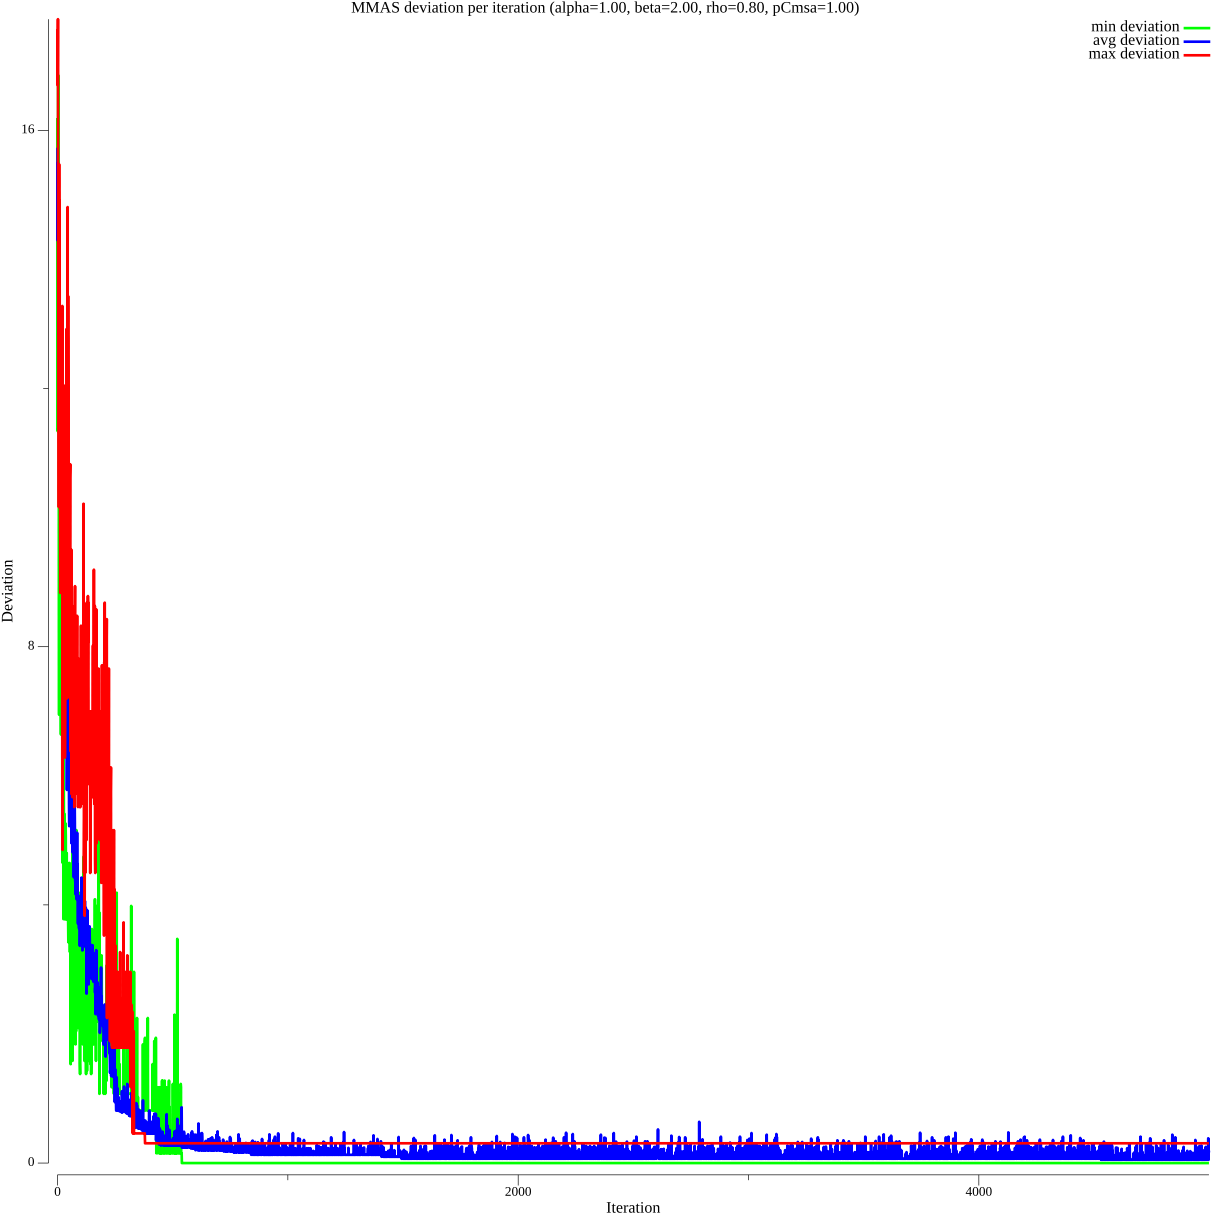 MMAS deviation per iteration (alpha=1.00, beta=2.00, rho=0.80, pCmsa=1.00)
min deviation
avg deviation
max deviation
16
8
0
Deviation
0
2000
4000
Iteration